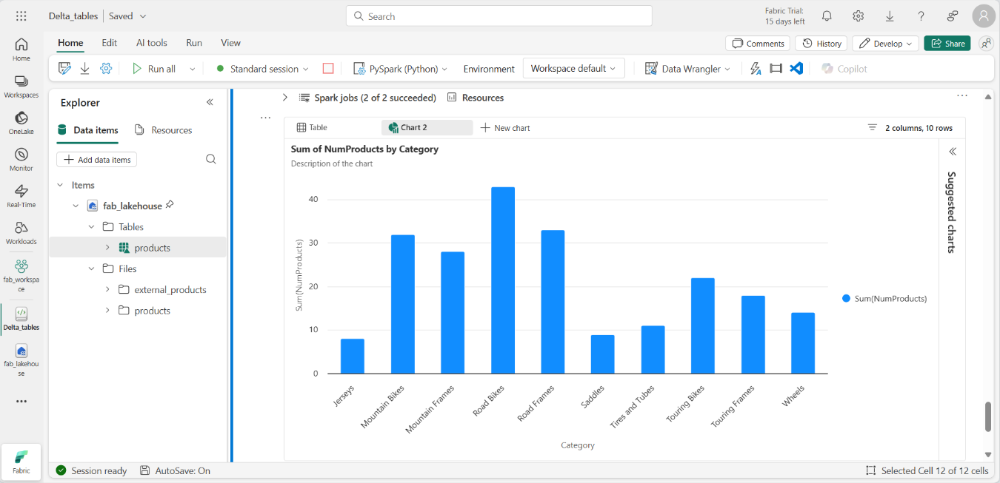 Delta_tables Saved
Search
Fabric Trial:
15 days left
Home Edit AI tools Run View
Comments History Develop Share
Run all Standard session PySpark (Python) Environment Workspace default Data Wrangler Copilot
Home
Workspaces
OneLake
Monitor
Real-Time
Workloads
fab_workspa
ce
Delta_tables
fab_lakehou
se
Fabric
Explorer
Data items Resources
Add data items
Items
fab_lakehouse
Tables
products
Files
external_products
products
Spark jobs (2 of 2 succeeded) Resources
Table Chart 2 New chart 2 columns, 10 rows
Sum of NumProducts by Category
Description of the chart
Sum(NumProducts)
40
30
20
10
0
Jerseys
Mountain Bikes
Mountain Frames
Road Bikes
Road Frames
Saddles
Tires and Tubes
Touring Bikes
Touring Frames
Wheels
Category
Sum(NumProducts)
Suggested charts
Session ready AutoSave: On Selected Cell 12 of 12 cells